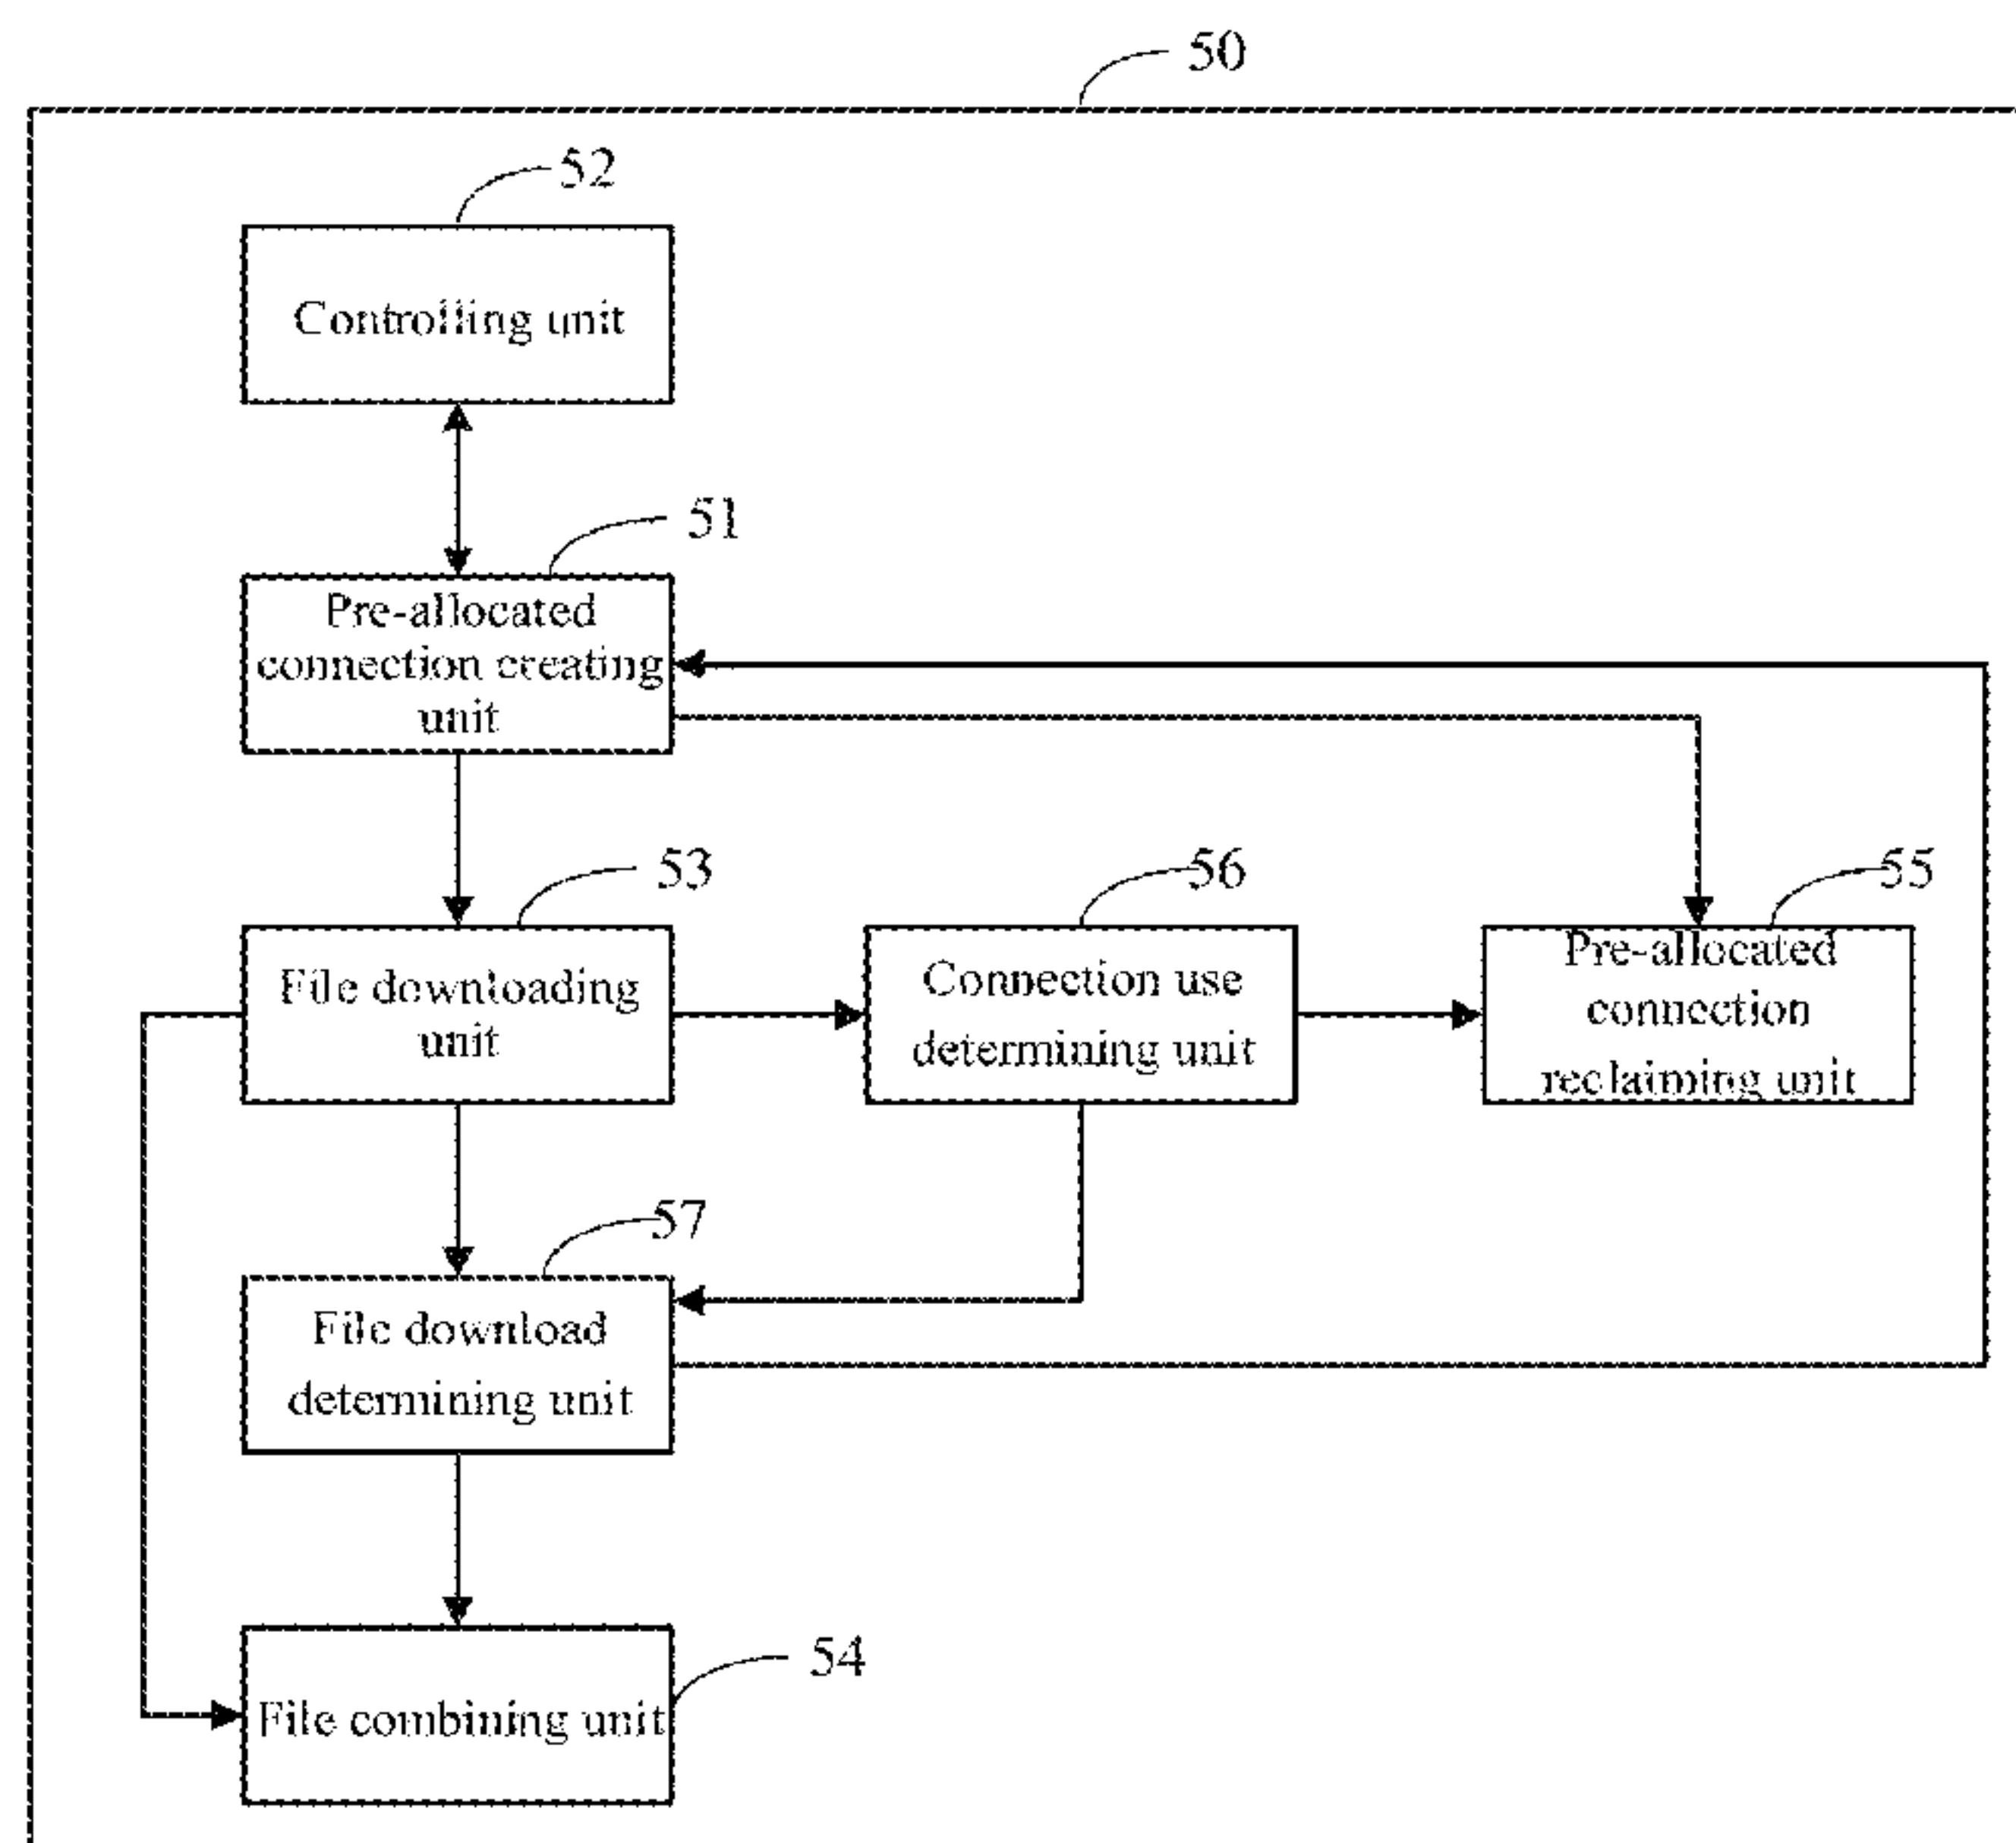 50
52
Controlling unit
51
Pre-allocated
connection creating
unit
53
File downloading
unit
56
Connection use
determining unit
55
Pre-allocated
connection
reclaiming unit
57
File download
determining unit
54
File combining unit